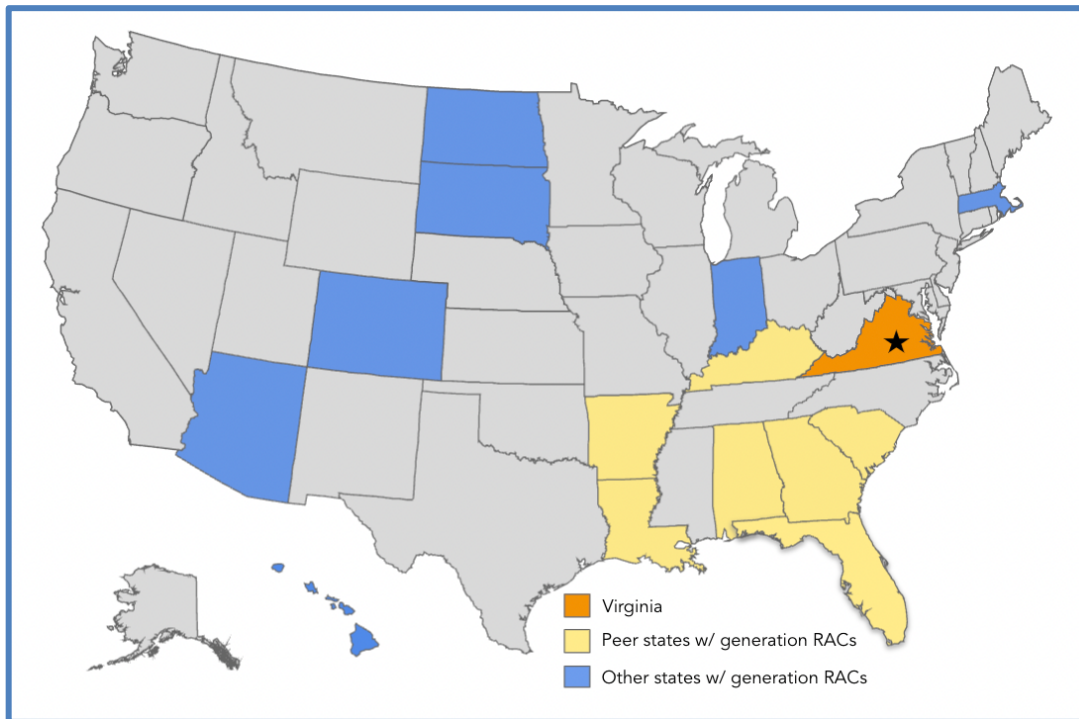 Virginia
Peer states w/ generation RACs
Other states w/ generation RACs